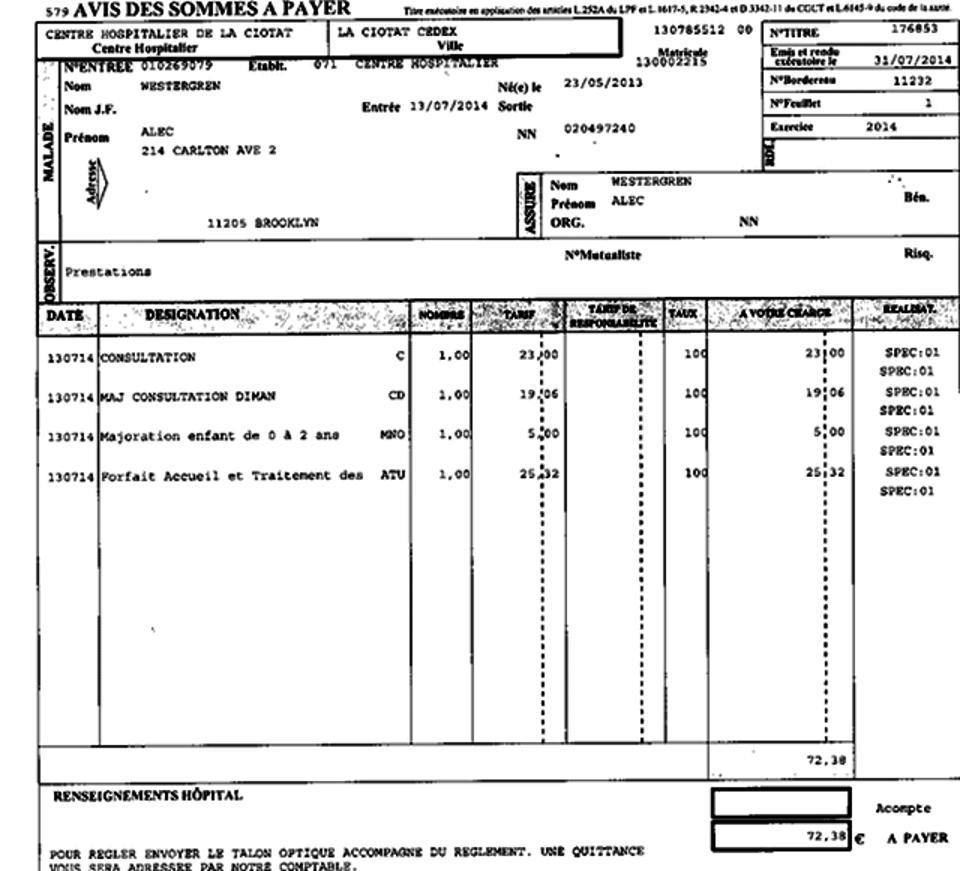 579 AVIS DES SOMMES A PAYER Titre exécutoire en application des articles L.252A du LPF et L.1617-5, R 2342-4 et D 3342-11 du CGCT et L.6145-9 du code de la santé.
CENTRE HOSPITALIER DE LA CIOTAT LA CIOTAT CEDEX 130785512 00 N°TITRE 176853
Centre Hospitalier Ville Matricule Emis et rendu exécutoire le 31/07/2014
N°ENTREE 010269079 Etablt. 071 CENTRE HOSPITALIER 130002215
Nom WESTERGREN Né(e) le 23/05/2013 N°Bordereau 11232
Nom J.F. Entrée 13/07/2014 Sortie N°Feuillet 1
Prénom ALEC NN 020497240 Exercice 2014
MALADE
Adresse
214 CARLTON AVE 2
11205 BROOKLYN
RDL
ASSURE
Nom WESTERGREN
Prénom ALEC Bén.
ORG. NN
OBSERV.
N°Mutualiste Risq.
Prestations
DATE DESIGNATION NOMBRE TARIF TARIF DE RESPONSABILITE TAUX A VOTRE CHARGE REALISAT.
130714 CONSULTATION C 1,00 23,00 100 23,00 SPEC:01
SPEC:01
130714 MAJ CONSULTATION DIMAN CD 1,00 19,06 100 19,06 SPEC:01
SPEC:01
130714 Majoration enfant de 0 à 2 ans MNO 1,00 5,00 100 5,00 SPEC:01
SPEC:01
130714 Forfait Accueil et Traitement des ATU 1,00 25,32 100 25,32 SPEC:01
SPEC:01
72,38
RENSEIGNEMENTS HÔPITAL
Acompte
72,38 € A PAYER
POUR REGLER ENVOYER LE TALON OPTIQUE ACCOMPAGNE DU REGLEMENT. UNE QUITTANCE
VOUS SERA ADRESSEE PAR NOTRE COMPTABLE.